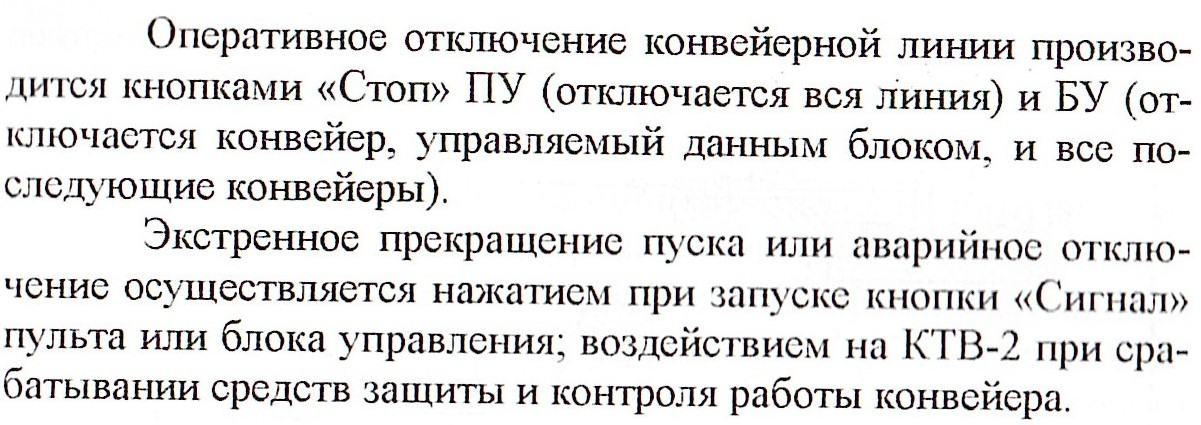 Оперативное отключение конвейерной линии произво-
дится кнопками «Стоп» ПУ (отключается вся линия) и БУ (от-
ключается конвейер, управляемый данным блоком, и все по-
следующие конвейеры).
Экстренное прекращение пуска или аварийное отклю-
чение осуществляется нажатием при запуске кнопки «Сигнал»
пульта или блока управления; воздействием на КТВ-2 при сра-
батывании средств защиты и контроля работы конвейера.